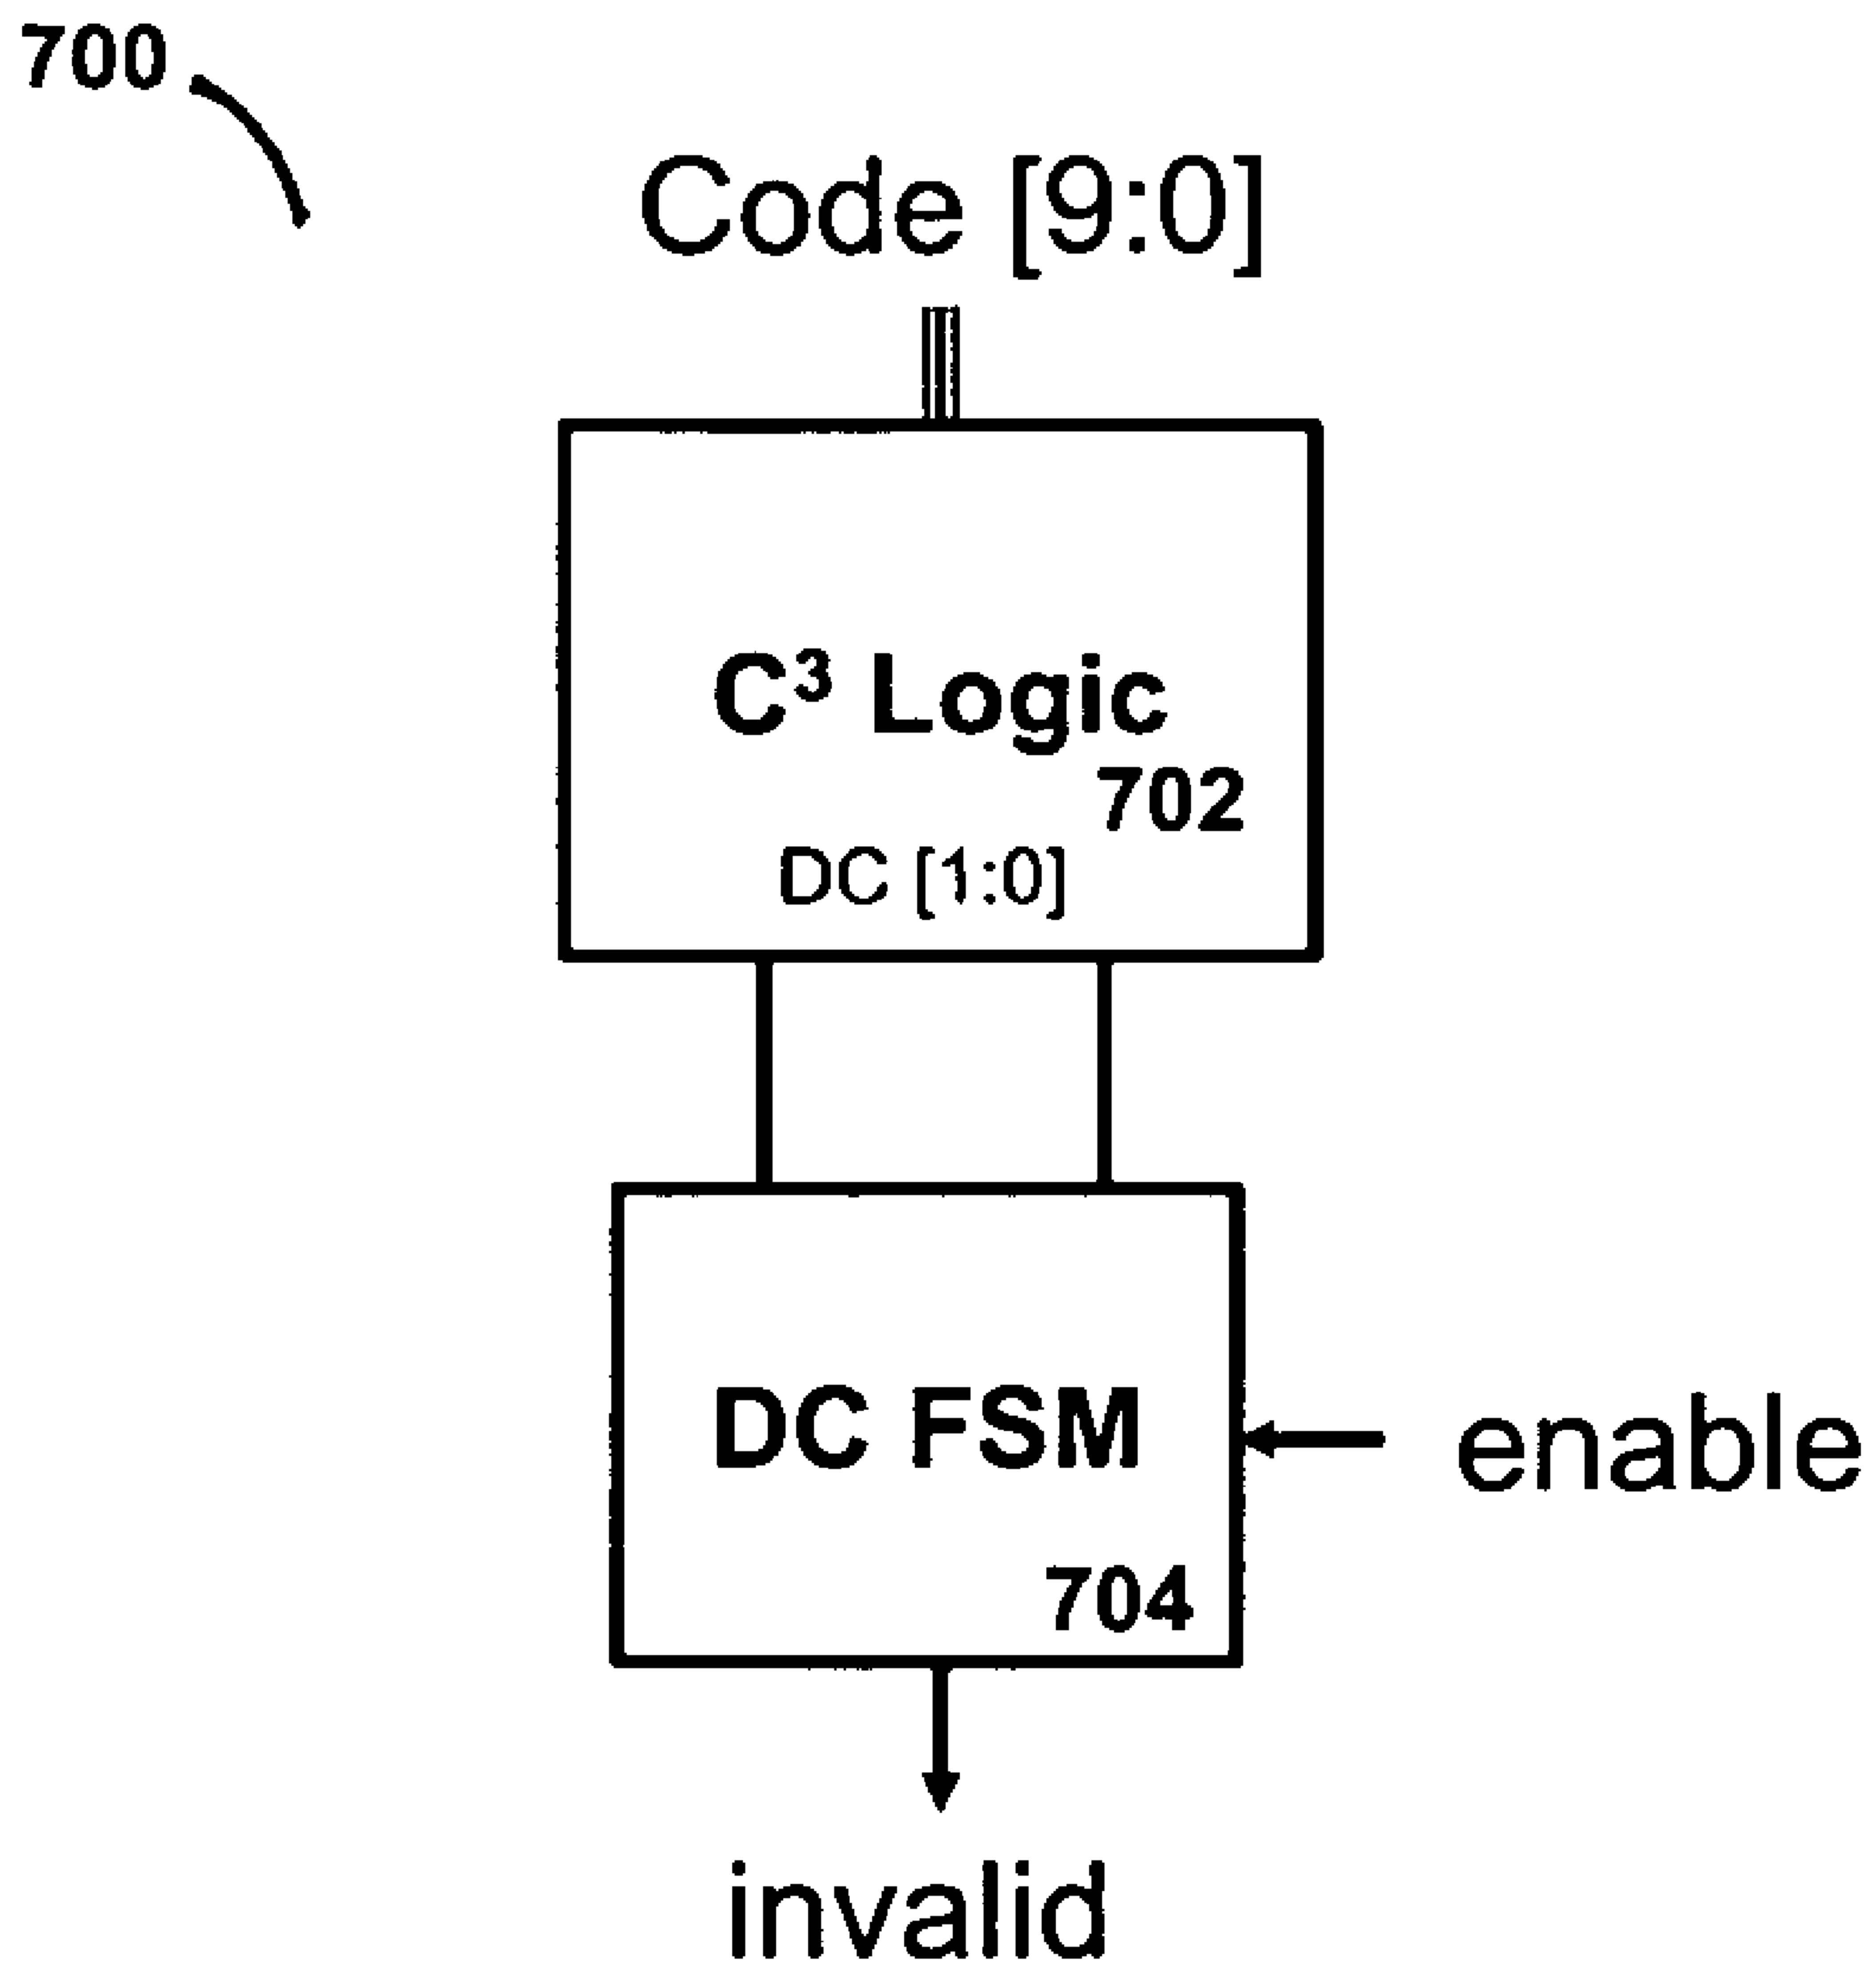 700
Code [9:0]
C³ Logic
702
DC [1:0]
DC FSM
enable
704
invalid